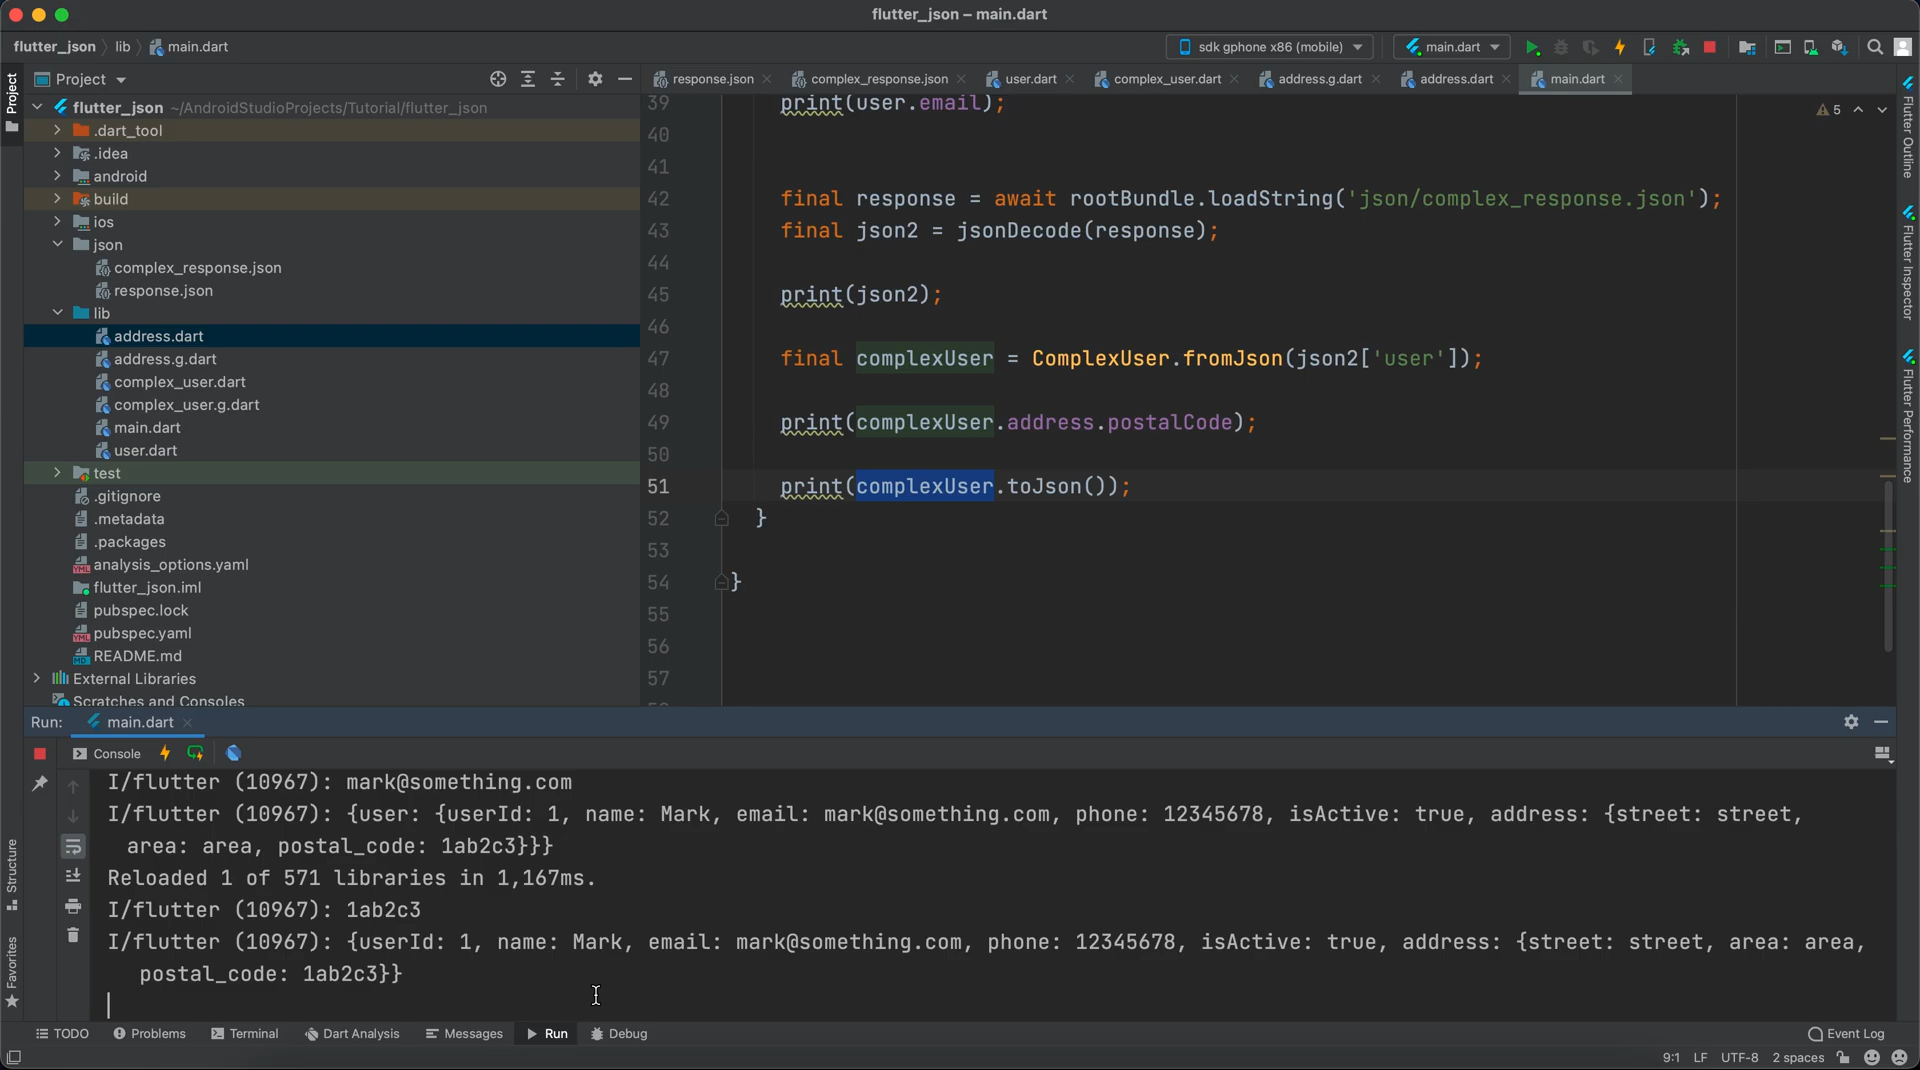 flutter_json – main.dart
flutter_json lib main.dart
sdk gphone x86 (mobile) main.dart
Project
response.json complex_response.json user.dart complex_user.dart address.g.dart address.dart main.dart
Project
flutter_json ~/AndroidStudioProjects/Tutorial/flutter_json
.dart_tool
.idea
android
build
ios
json
complex_response.json
response.json
lib
address.dart
address.g.dart
complex_user.dart
complex_user.g.dart
main.dart
user.dart
test
.gitignore
.metadata
.packages
analysis_options.yaml
flutter_json.iml
pubspec.lock
pubspec.yaml
README.md
External Libraries
Scratches and Consoles
39 print(user.email);
5
40
41
42 final response = await rootBundle.loadString('json/complex_response.json');
43 final json2 = jsonDecode(response);
44
45 print(json2);
46
47 final complexUser = ComplexUser.fromJson(json2['user']);
48
49 print(complexUser.address.postalCode);
50
51 print(complexUser.toJson());
52 }
53
54 }
55
56
57
Flutter Outline
Flutter Inspector
Flutter Performance
Run: main.dart
Console
I/flutter (10967): mark@something.com
I/flutter (10967): {user: {userId: 1, name: Mark, email: mark@something.com, phone: 12345678, isActive: true, address: {street: street,
area: area, postal_code: 1ab2c3}}}
Reloaded 1 of 571 libraries in 1,167ms.
I/flutter (10967): 1ab2c3
I/flutter (10967): {userId: 1, name: Mark, email: mark@something.com, phone: 12345678, isActive: true, address: {street: street, area: area,
postal_code: 1ab2c3}}
Structure
Favorites
TODO Problems Terminal Dart Analysis Messages Run Debug Event Log
9:1 LF UTF-8 2 spaces